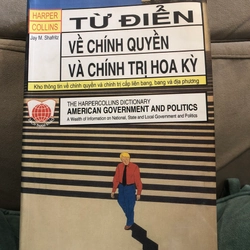 HARPER
COLLINS
Jay M. Shafritz
TỪ ĐIỂN
VỀ CHÍNH QUYỀN
VÀ CHÍNH TRỊ HOA KỲ
Kho thông tin về chính quyền và chính trị cấp liên bang, bang và địa phương
THE HARPERCOLLINS DICTIONARY
AMERICAN GOVERNMENT AND POLITICS
A Wealth of Information on National, State and Local Government and Politics